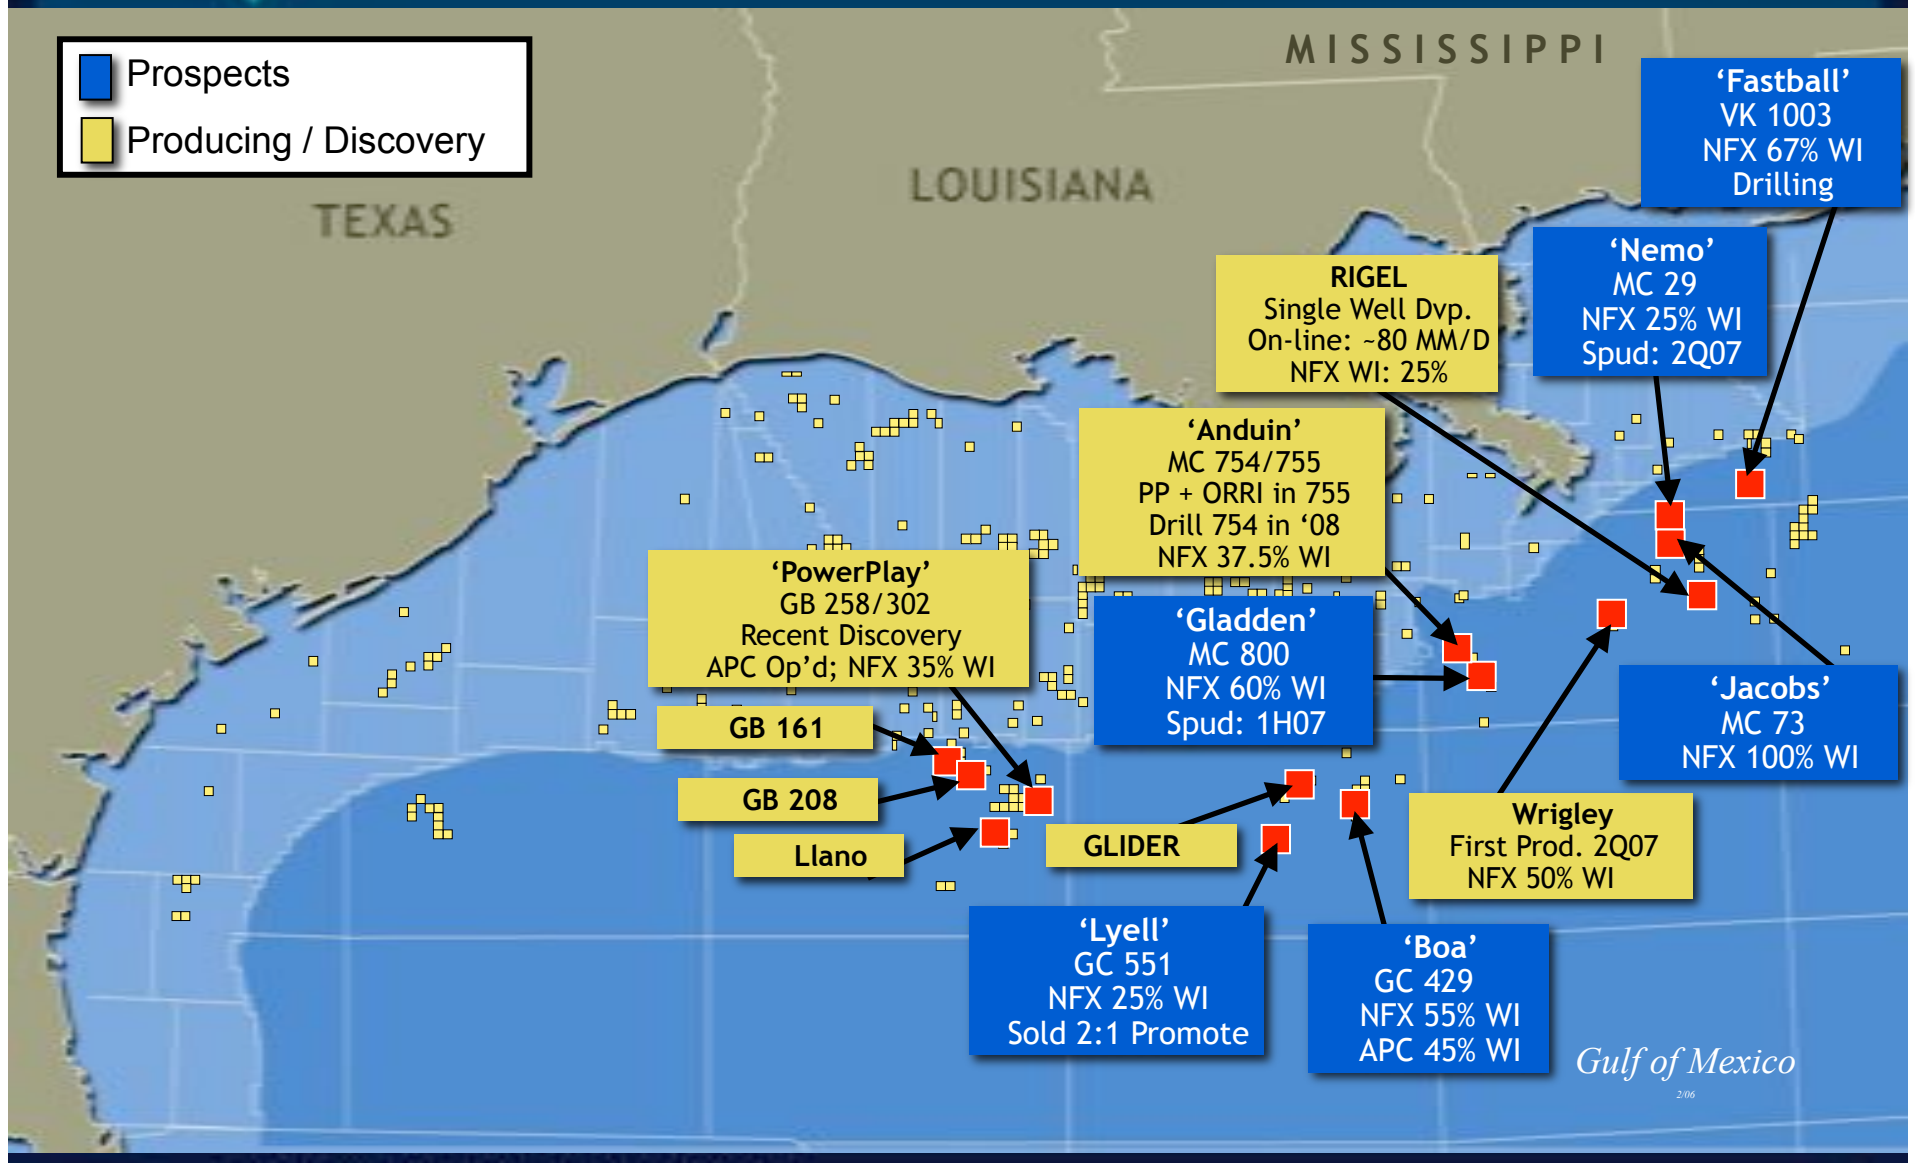 Prospects
Producing / Discovery
MISSISSIPPI
LOUISIANA
TEXAS
‘Fastball’
VK 1003
NFX 67% WI
Drilling
‘Nemo’
MC 29
NFX 25% WI
Spud: 2Q07
RIGEL
Single Well Dvp.
On-line: ~80 MM/D
NFX WI: 25%
‘Anduin’
MC 754/755
PP + ORRI in 755
Drill 754 in ‘08
NFX 37.5% WI
‘PowerPlay’
GB 258/302
Recent Discovery
APC Op’d; NFX 35% WI
‘Gladden’
MC 800
NFX 60% WI
Spud: 1H07
‘Jacobs’
MC 73
NFX 100% WI
GB 161
GB 208
Llano
GLIDER
Wrigley
First Prod. 2Q07
NFX 50% WI
‘Lyell’
GC 551
NFX 25% WI
Sold 2:1 Promote
‘Boa’
GC 429
NFX 55% WI
APC 45% WI
Gulf of Mexico
2/06